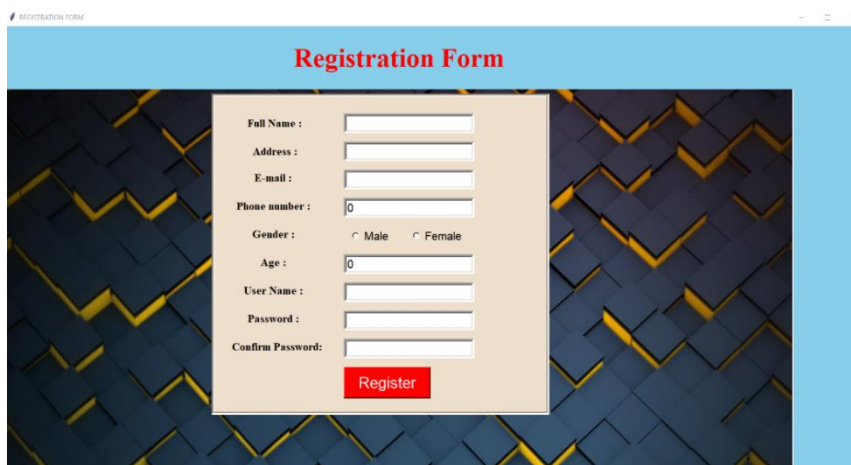 REGISTRATION FORM
Registration Form
Full Name :
Address :
E-mail :
Phone number : 0
Gender : Male Female
Age : 0
User Name :
Password :
Confirm Password:
Register